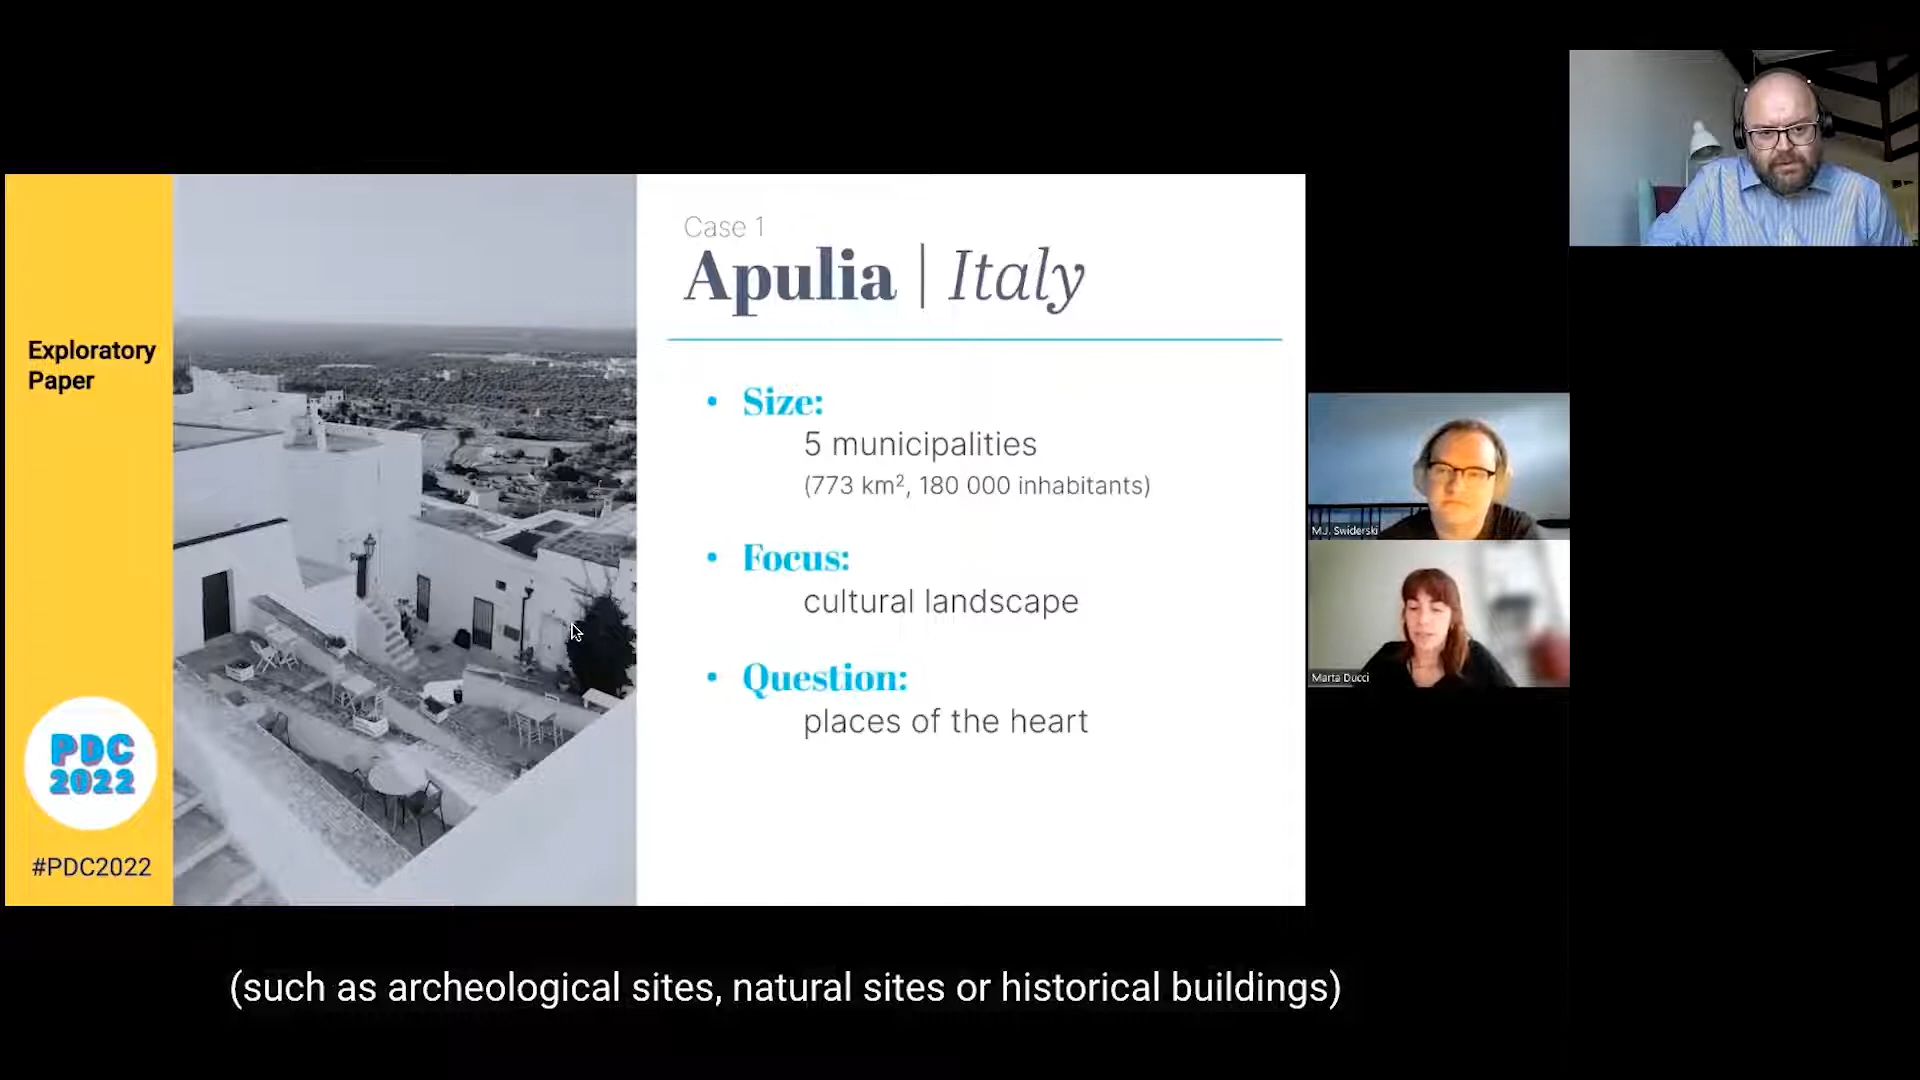 Exploratory
Paper
PDC
2022
#PDC2022
Case 1
Apulia | Italy
• Size:
5 municipalities
(773 km², 180 000 inhabitants)
• Focus:
cultural landscape
• Question:
places of the heart
M.J. Swiderski
Marta Ducci
(such as archeological sites, natural sites or historical buildings)